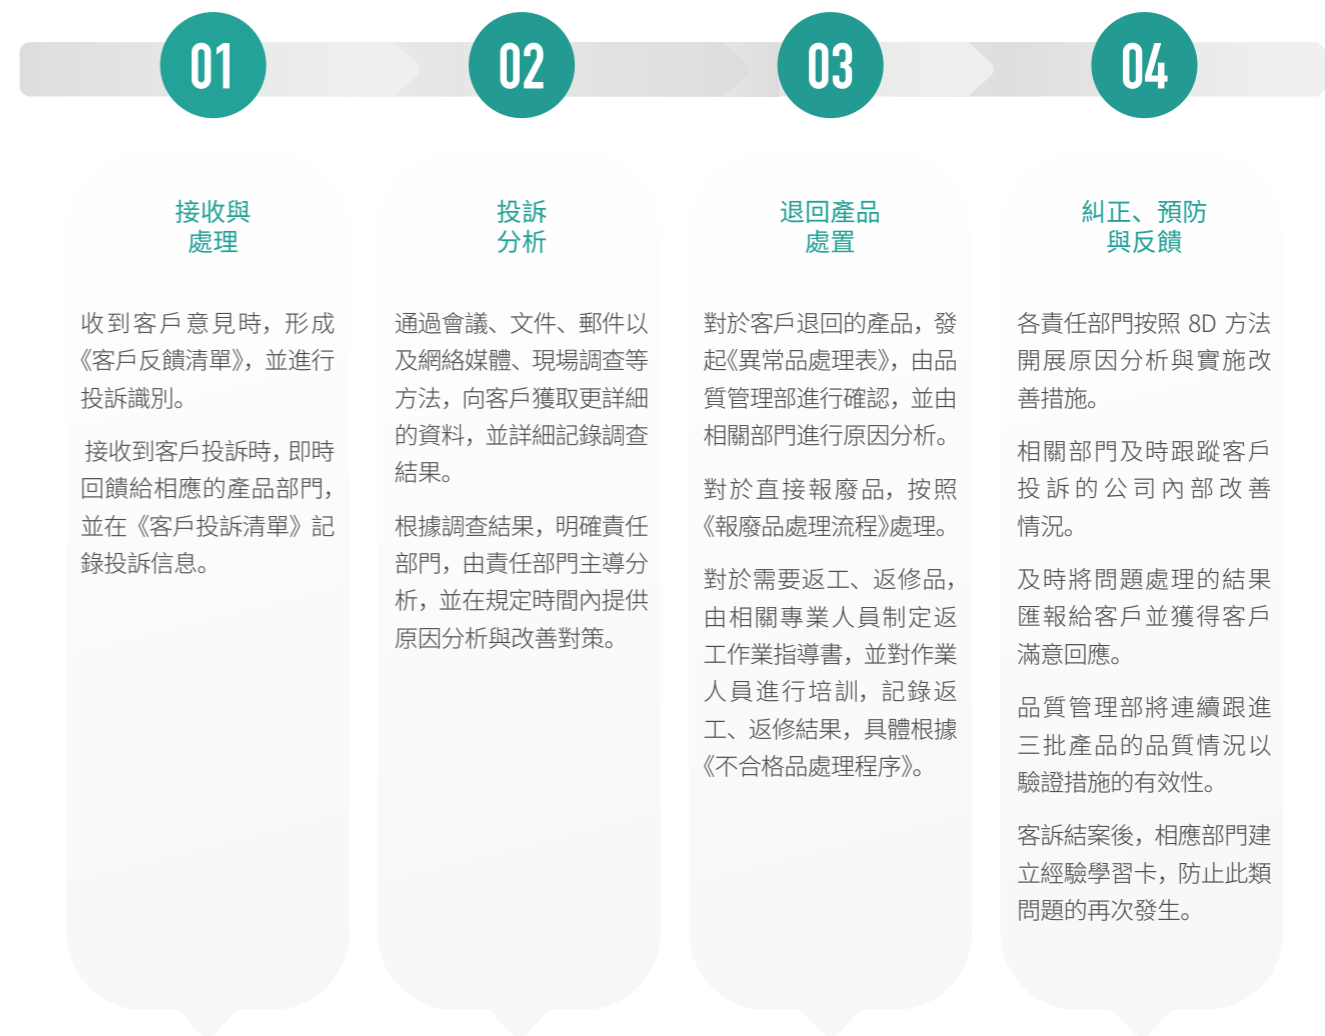 01
接收與
處理
收到客戶意見時，形成
《客戶反饋清單》，並進行
投訴識別。
接收到客戶投訴時，即時
回饋給相應的產品部門，
並在《客戶投訴清單》記
錄投訴信息。
02
投訴
分析
通過會議、文件、郵件以
及網絡媒體、現場調查等
方法，向客戶獲取更詳細
的資料，並詳細記錄調查
結果。
根據調查結果，明確責任
部門，由責任部門主導分
析，並在規定時間內提供
原因分析與改善對策。
03
退回產品
處置
對於客戶退回的產品，發
起《異常品處理表》，由品
質管理部進行確認，並由
相關部門進行原因分析。
對於直接報廢品，按照
《報廢品處理流程》處理。
對於需要返工、返修品，
由相關專業人員制定返
工作業指導書，並對作業
人員進行培訓，記錄返
工、返修結果，具體根據
《不合格品處理程序》。
04
糾正、預防
與反饋
各責任部門按照 8D 方法
開展原因分析與實施改
善措施。
相關部門及時跟蹤客戶
投訴的公司內部改善
情況。
及時將問題處理的結果
匯報給客戶並獲得客戶
滿意回應。
品質管理部將連續跟進
三批產品的品質情況以
驗證措施的有效性。
客訴結案後，相應部門建
立經驗學習卡，防止此類
問題的再次發生。